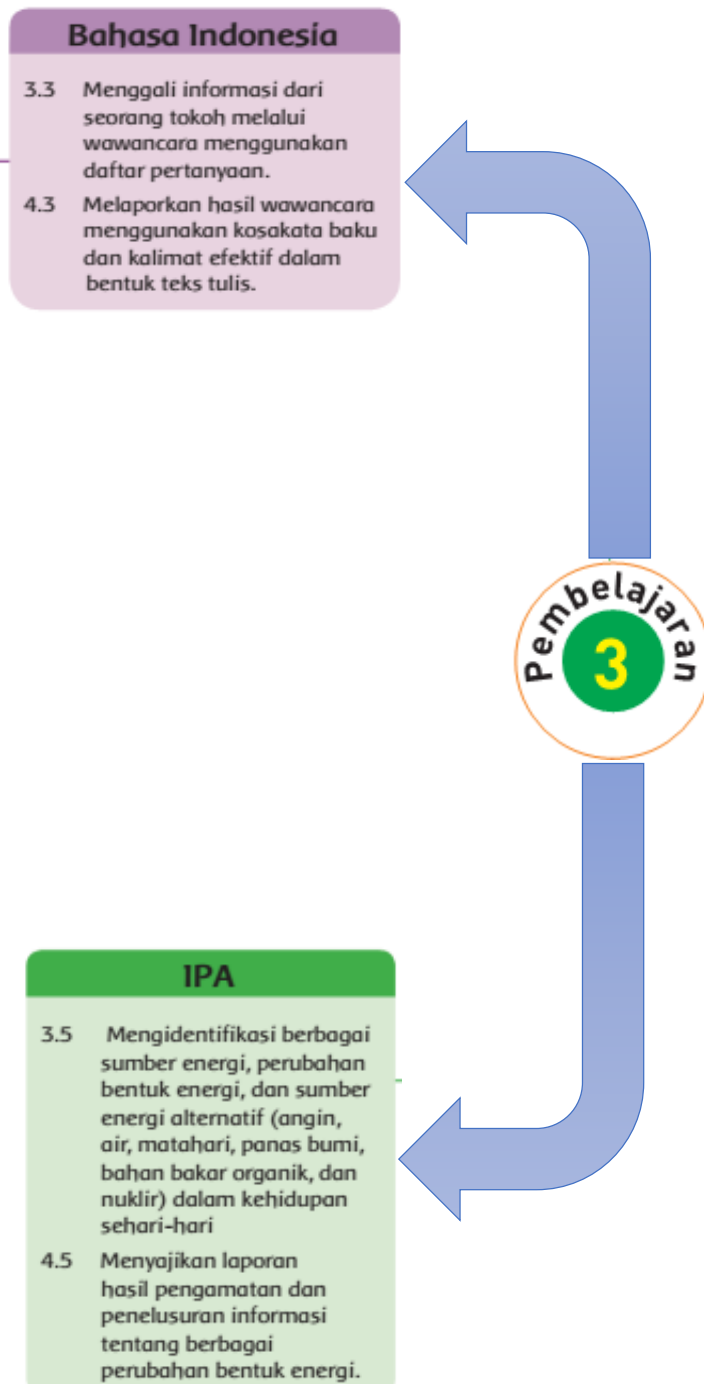 Bahasa Indonesia
3.3 Menggali informasi dari
seorang tokoh melalui
wawancara menggunakan
daftar pertanyaan.
4.3 Melaporkan hasil wawancara
menggunakan kosakata baku
dan kalimat efektif dalam
bentuk teks tulis.
Pembelajaran
3
IPA
3.5 Mengidentifikasi berbagai
sumber energi, perubahan
bentuk energi, dan sumber
energi alternatif (angin,
air, matahari, panas bumi,
bahan bakar organik, dan
nuklir) dalam kehidupan
sehari-hari
4.5 Menyajikan laporan
hasil pengamatan dan
penelusuran informasi
tentang berbagai
perubahan bentuk energi.